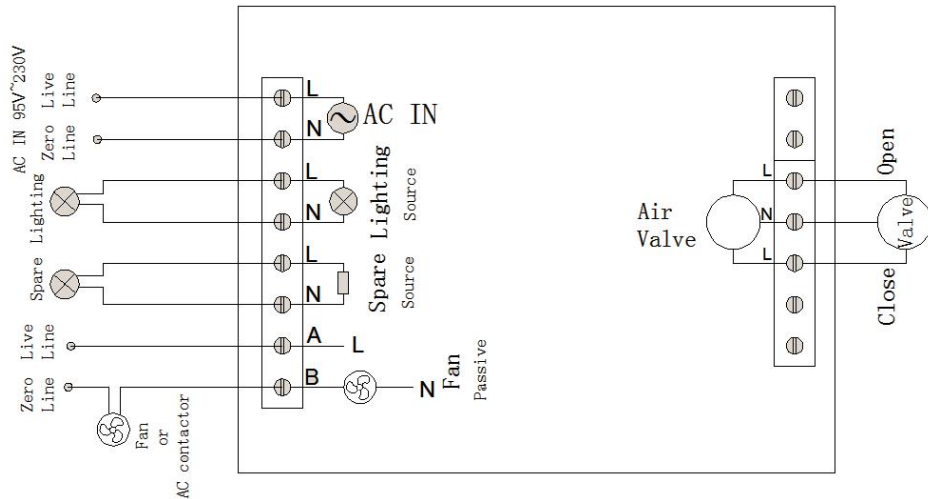 AC IN 95V~230V
Live
Line
Zero
Line
Lighting
Spare
Live
Line
Zero
Line
Fan
or
AC contactor
L
N
L
N
L
N
A
B
AC IN
Lighting
Source
Spare
Source
L
N
Fan
Passive
Air
Valve
L
N
L
Open
Valve
Close